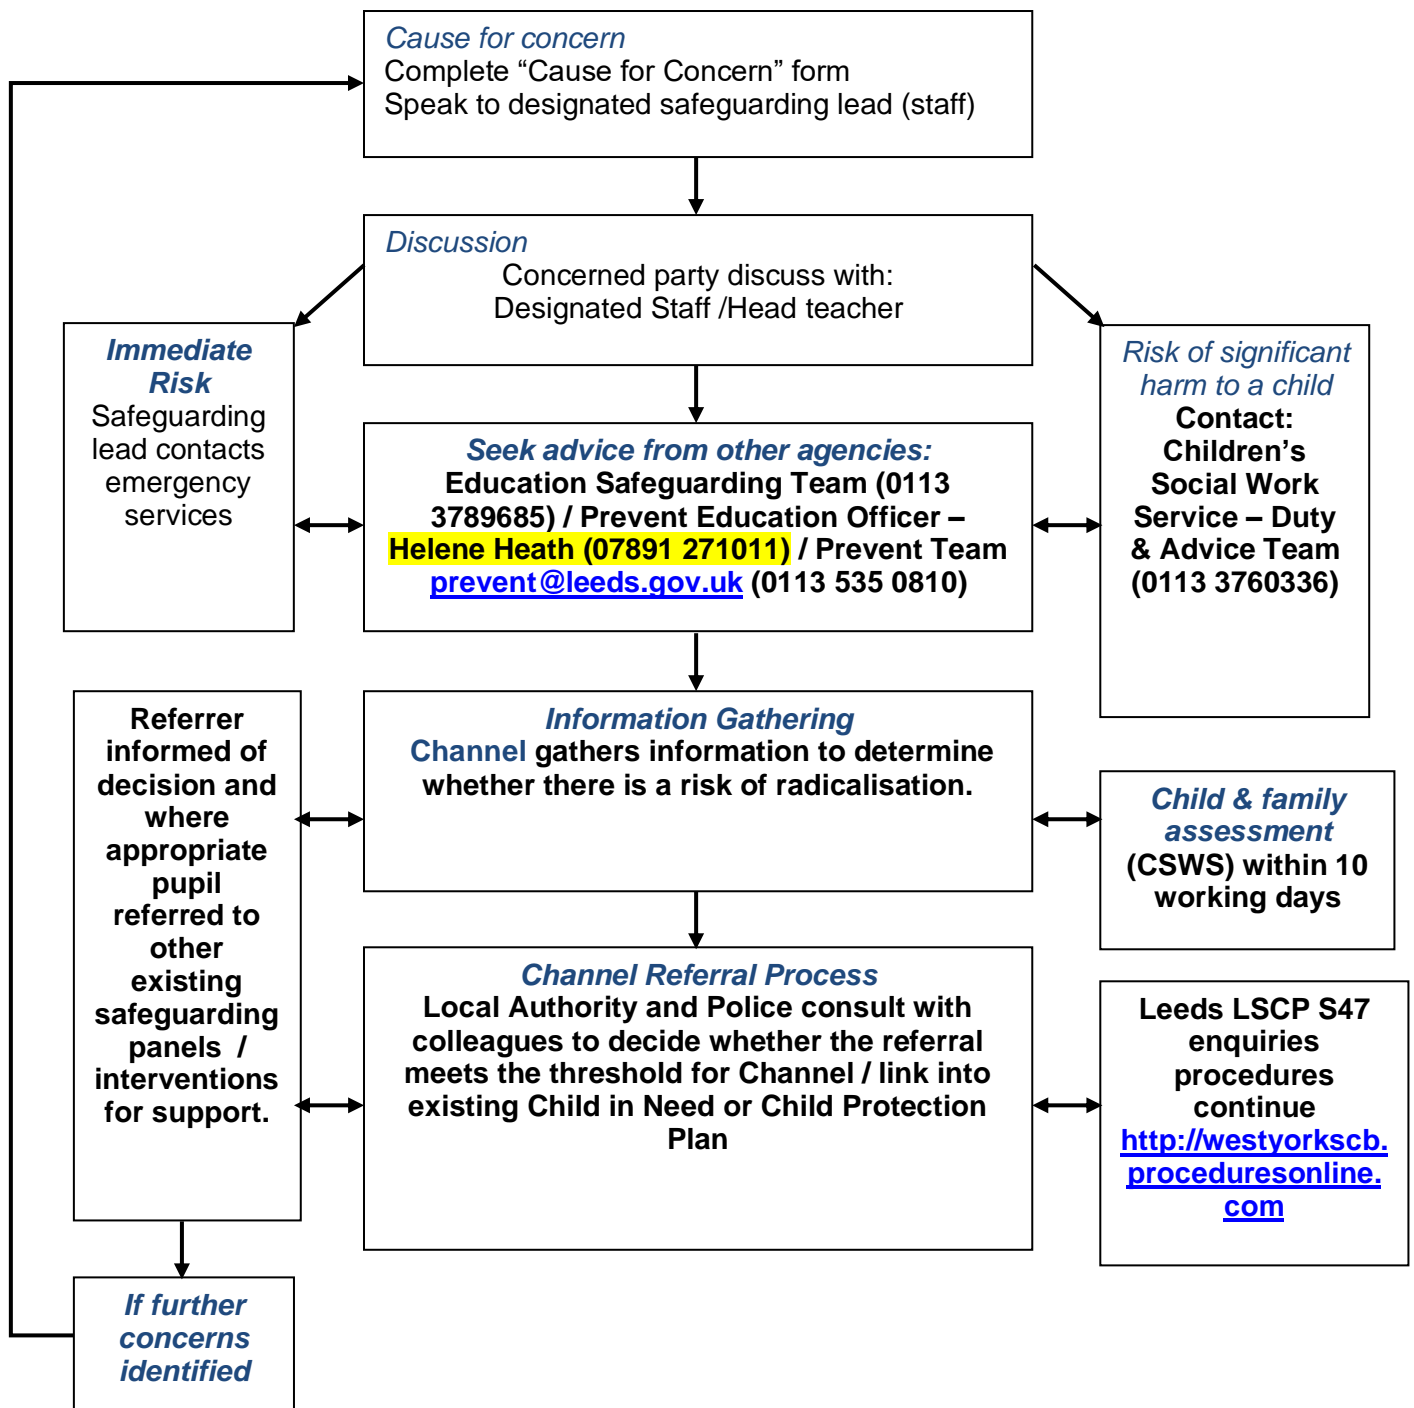 Cause for concern
Complete “Cause for Concern” form
Speak to designated safeguarding lead (staff)
Discussion
Concerned party discuss with:
Designated Staff /Head teacher
Immediate
Risk
Safeguarding
lead contacts
emergency
services
Seek advice from other agencies:
Education Safeguarding Team (0113
3789685) / Prevent Education Officer –
Helene Heath (07891 271011) / Prevent Team
prevent@leeds.gov.uk (0113 535 0810)
Risk of significant
harm to a child
Contact:
Children’s
Social Work
Service – Duty
& Advice Team
(0113 3760336)
Referrer
informed of
decision and
where
appropriate
pupil
referred to
other
existing
safeguarding
panels /
interventions
for support.
Information Gathering
Channel gathers information to determine
whether there is a risk of radicalisation.
Child & family
assessment
(CSWS) within 10
working days
Channel Referral Process
Local Authority and Police consult with
colleagues to decide whether the referral
meets the threshold for Channel / link into
existing Child in Need or Child Protection
Plan
Leeds LSCP S47
enquiries
procedures
continue
http://westyorkscb.
proceduresonline.
com
If further
concerns
identified